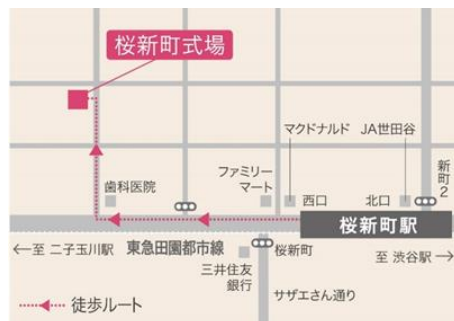 桜新町式場
マクドナルド
JA世田谷
ファミリー
マート
歯科医院
西口
北口
新町2
桜新町駅
←至 二子玉川駅
東急田園都市線
桜新町
至 渋谷駅→
三井住友
銀行
サザエさん通り
徒歩ルート